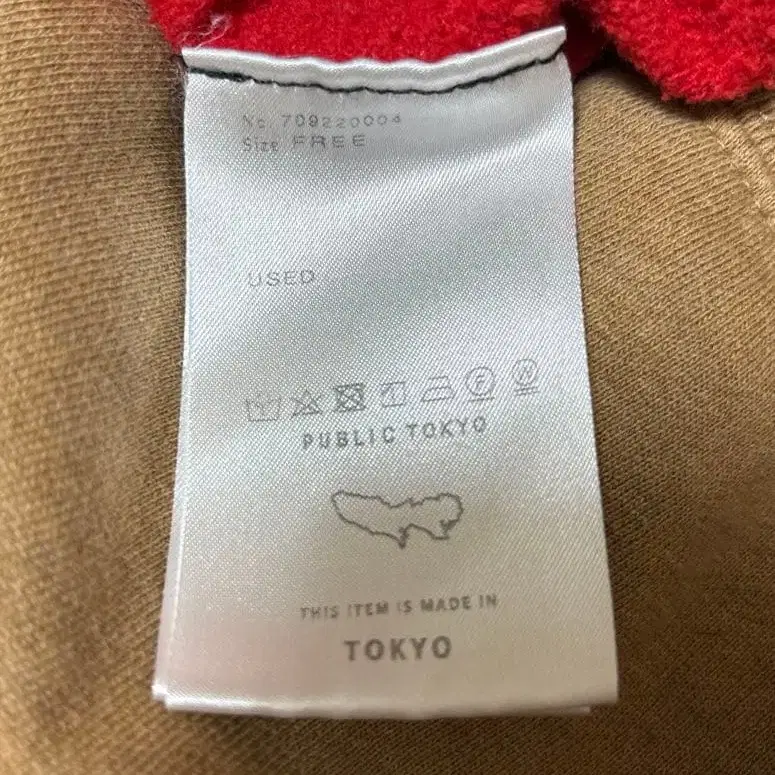 No. 709220004
Size FREE
USED
F W
PUBLIC TOKYO
THIS ITEM IS MADE IN
TOKYO